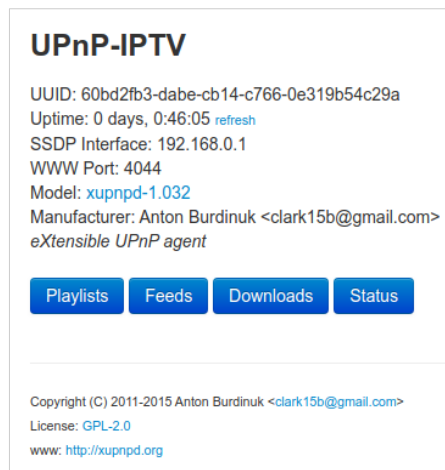 UPnP-IPTV
UUID: 60bd2fb3-dabe-cb14-c766-0e319b54c29a
Uptime: 0 days, 0:46:05 refresh
SSDP Interface: 192.168.0.1
WWW Port: 4044
Model: xupnpd-1.032
Manufacturer: Anton Burdinuk <clark15b@gmail.com>
eXtensible UPnP agent
Playlists Feeds Downloads Status
Copyright (C) 2011-2015 Anton Burdinuk <clark15b@gmail.com>
License: GPL-2.0
www: http://xupnpd.org